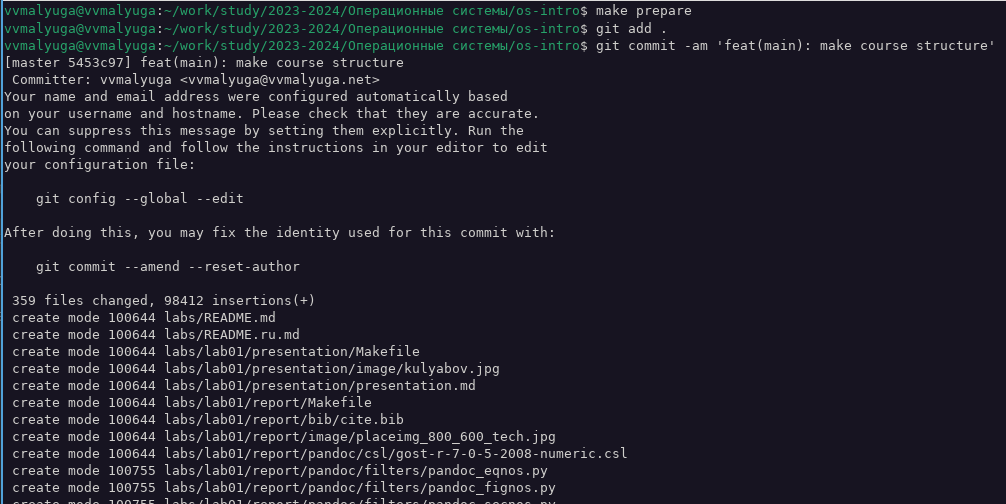 vvmalyuga@vvmalyuga:~/work/study/2023-2024/Операционные системы/os-intro$ make prepare
vvmalyuga@vvmalyuga:~/work/study/2023-2024/Операционные системы/os-intro$ git add .
vvmalyuga@vvmalyuga:~/work/study/2023-2024/Операционные системы/os-intro$ git commit -am 'feat(main): make course structure'
[master 5453c97] feat(main): make course structure
 Committer: vvmalyuga <vvmalyuga@vvmalyuga.net>
Your name and email address were configured automatically based
on your username and hostname. Please check that they are accurate.
You can suppress this message by setting them explicitly. Run the
following command and follow the instructions in your editor to edit
your configuration file:
    git config --global --edit
After doing this, you may fix the identity used for this commit with:
    git commit --amend --reset-author
 359 files changed, 98412 insertions(+)
 create mode 100644 labs/README.md
 create mode 100644 labs/README.ru.md
 create mode 100644 labs/lab01/presentation/Makefile
 create mode 100644 labs/lab01/presentation/image/kulyabov.jpg
 create mode 100644 labs/lab01/presentation/presentation.md
 create mode 100644 labs/lab01/report/Makefile
 create mode 100644 labs/lab01/report/bib/cite.bib
 create mode 100644 labs/lab01/report/image/placeimg_800_600_tech.jpg
 create mode 100644 labs/lab01/report/pandoc/csl/gost-r-7-0-5-2008-numeric.csl
 create mode 100755 labs/lab01/report/pandoc/filters/pandoc_eqnos.py
 create mode 100755 labs/lab01/report/pandoc/filters/pandoc_fignos.py
 create mode 100755